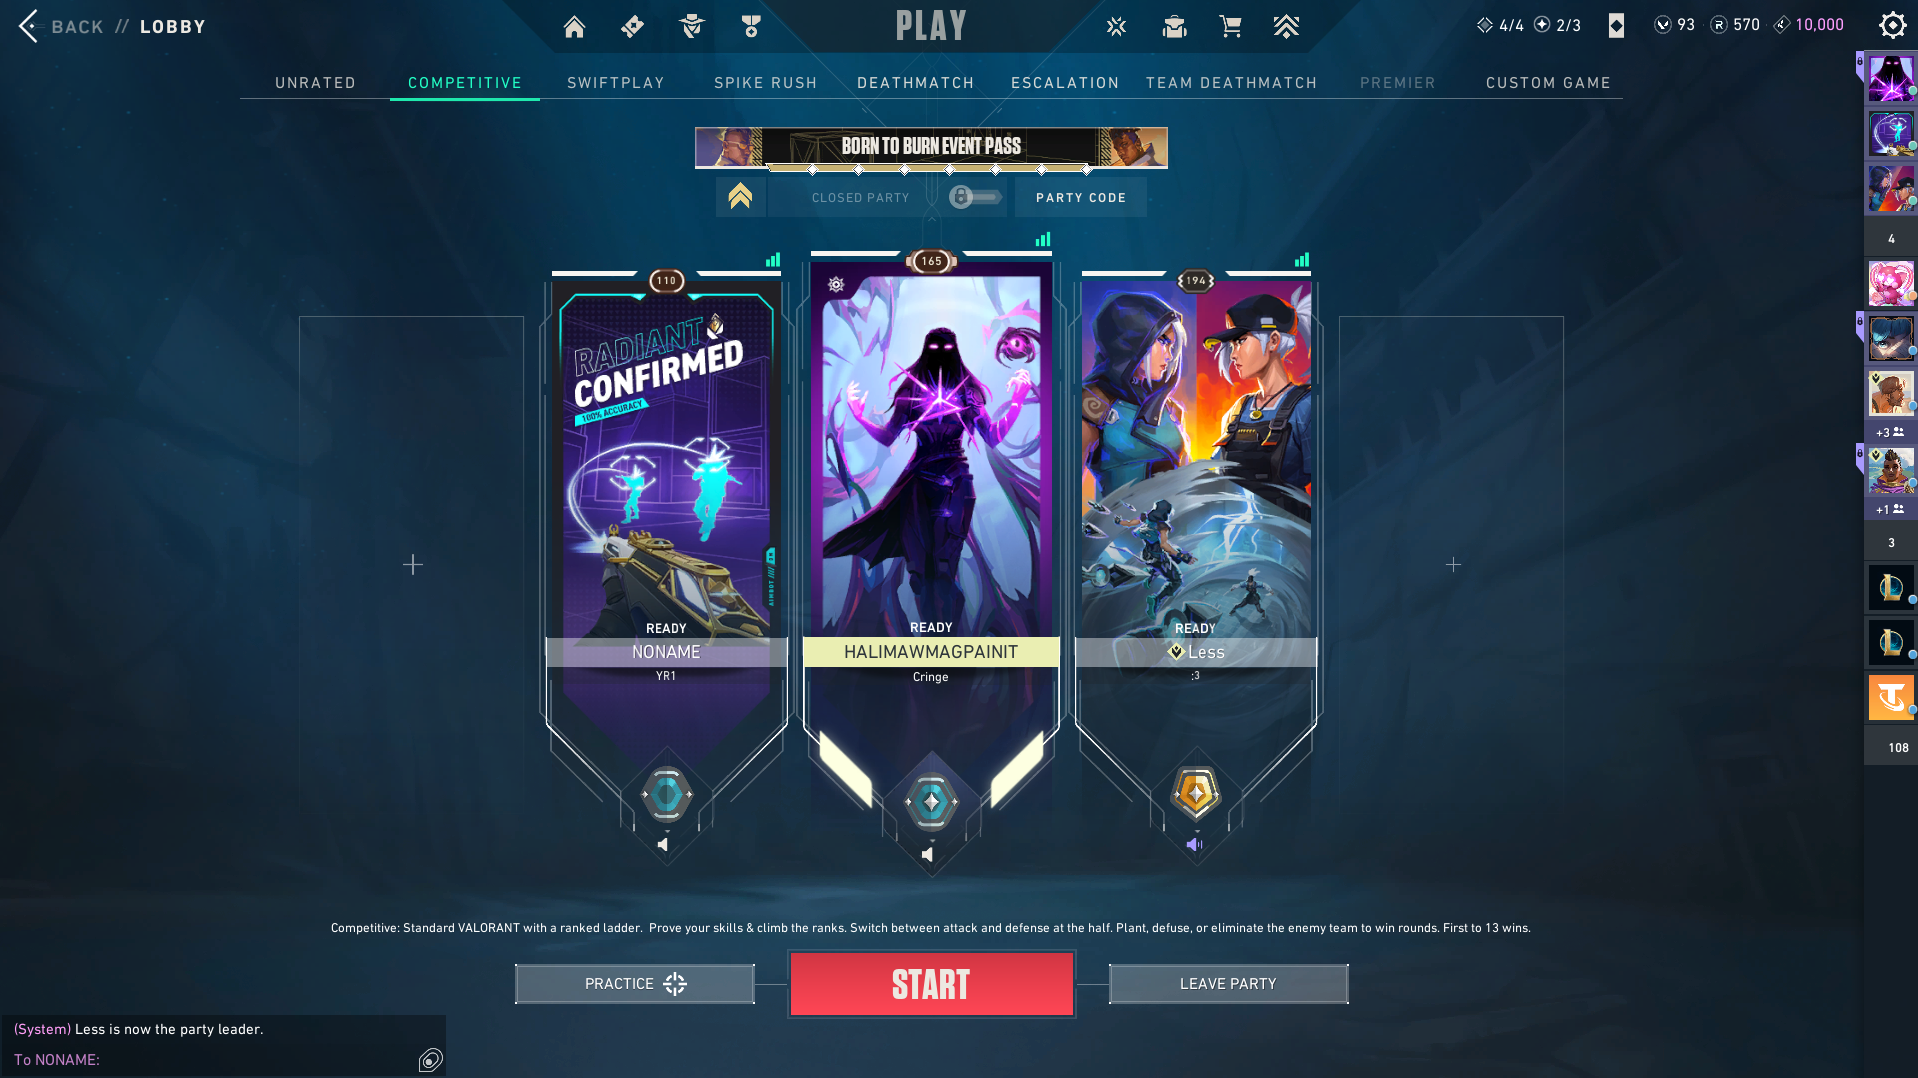 BACK // LOBBY
PLAY
4/4 2/3 93 570 10,000
UNRATED COMPETITIVE SWIFTPLAY SPIKE RUSH DEATHMATCH ESCALATION TEAM DEATHMATCH PREMIER CUSTOM GAME
BORN TO BURN EVENT PASS
CLOSED PARTY PARTY CODE
110 165 194
RADIANT
CONFIRMED
100% ACCURACY
AIMBOT ////
READY READY READY
NONAME HALIMAWMAGPAINIT Less
YR1 Cringe :3
4
+3
+1
3
108
Competitive: Standard VALORANT with a ranked ladder.  Prove your skills & climb the ranks. Switch between attack and defense at the half. Plant, defuse, or eliminate the enemy team to win rounds. First to 13 wins.
PRACTICE START LEAVE PARTY
(System) Less is now the party leader.
To NONAME: